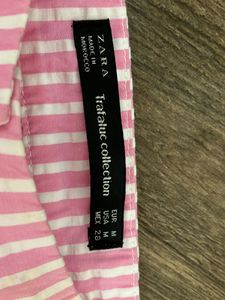 ZARA
MADE IN
MOROCCO
Trafaluc collection
EUR M
USA M
MEX 28